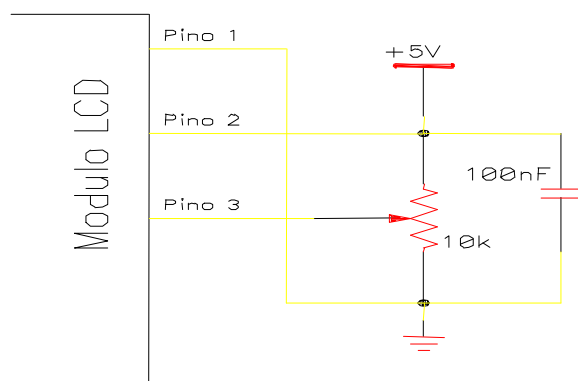 Pino 1
+5V
Modulo LCD
Pino 2
100nF
Pino 3
10k